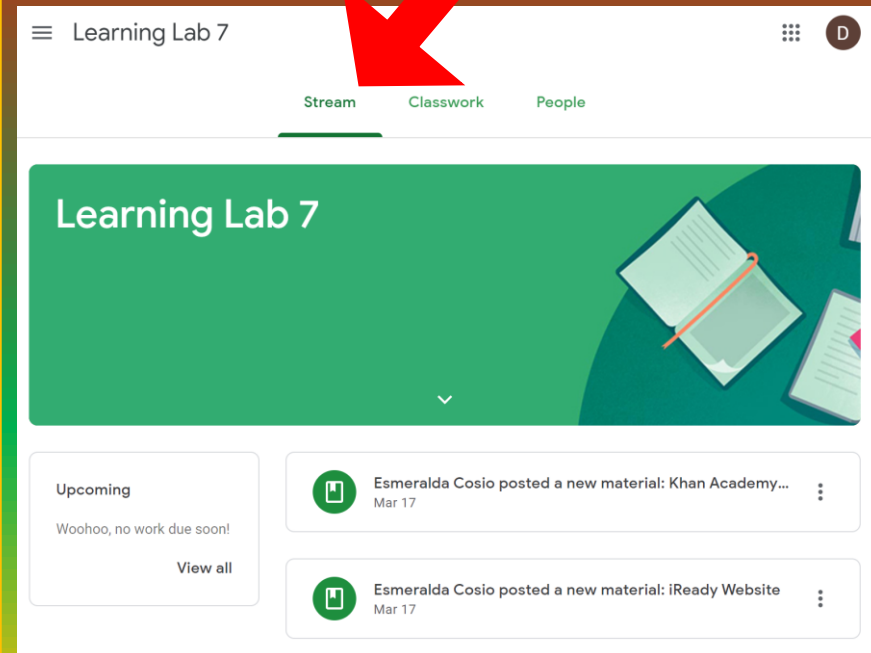 Learning Lab 7
D
Stream Classwork People
Learning Lab 7
Upcoming
Woohoo, no work due soon!
View all
Esmeralda Cosio posted a new material: Khan Academy...
Mar 17
Esmeralda Cosio posted a new material: iReady Website
Mar 17